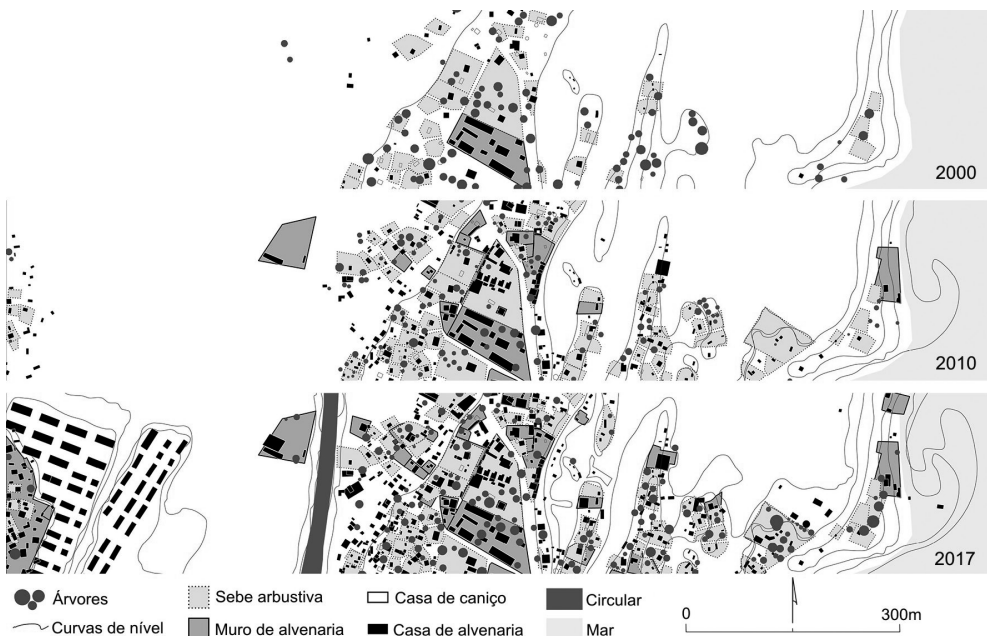 2000
2010
2017
Árvores
Sebe arbustiva
Casa de caniço
Circular
0 300m
Curvas de nível
Muro de alvenaria
Casa de alvenaria
Mar